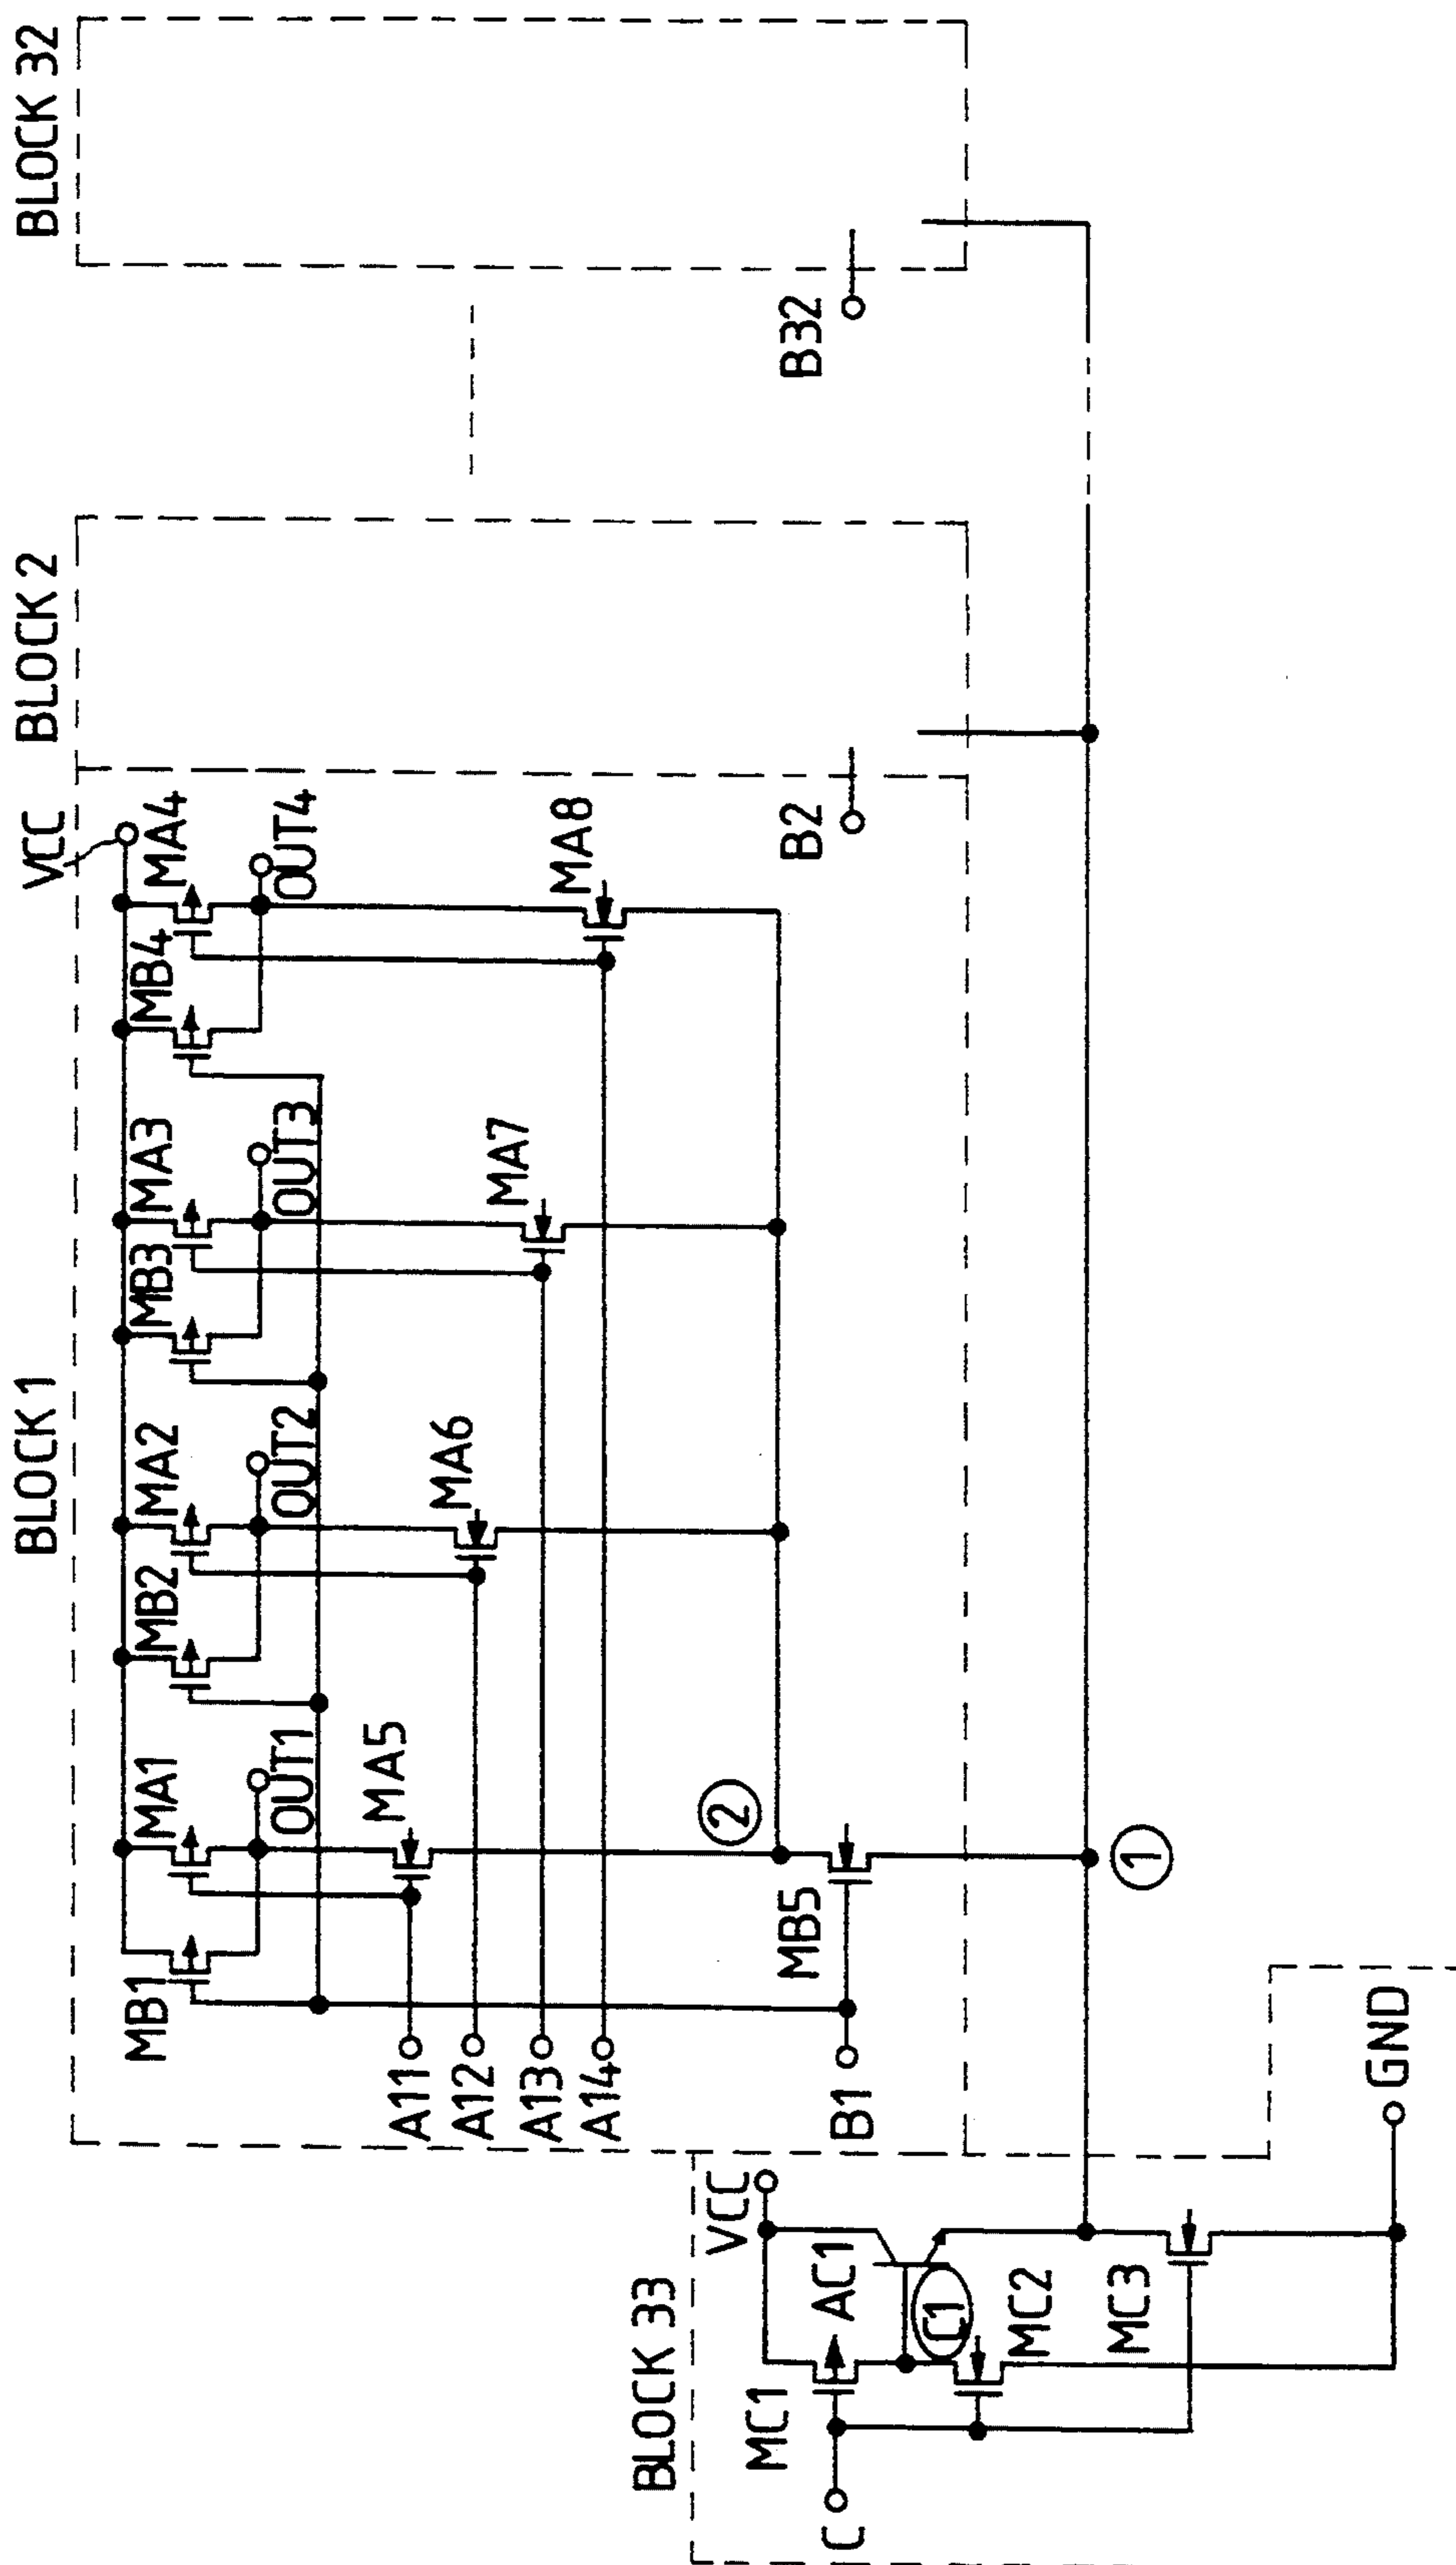 BLOCK 1
BLOCK 2
BLOCK 32
VCC
MB1
MA1
MB2
MA2
MB3
MA3
MB4
MA4
OUT1
OUT2
OUT3
OUT4
MA5
MA6
MA7
MA8
A11
A12
A13
A14
2
B1
MB5
B2
B32
1
BLOCK 33
VCC
MC1
AC1
C1
C
MC2
MC3
GND